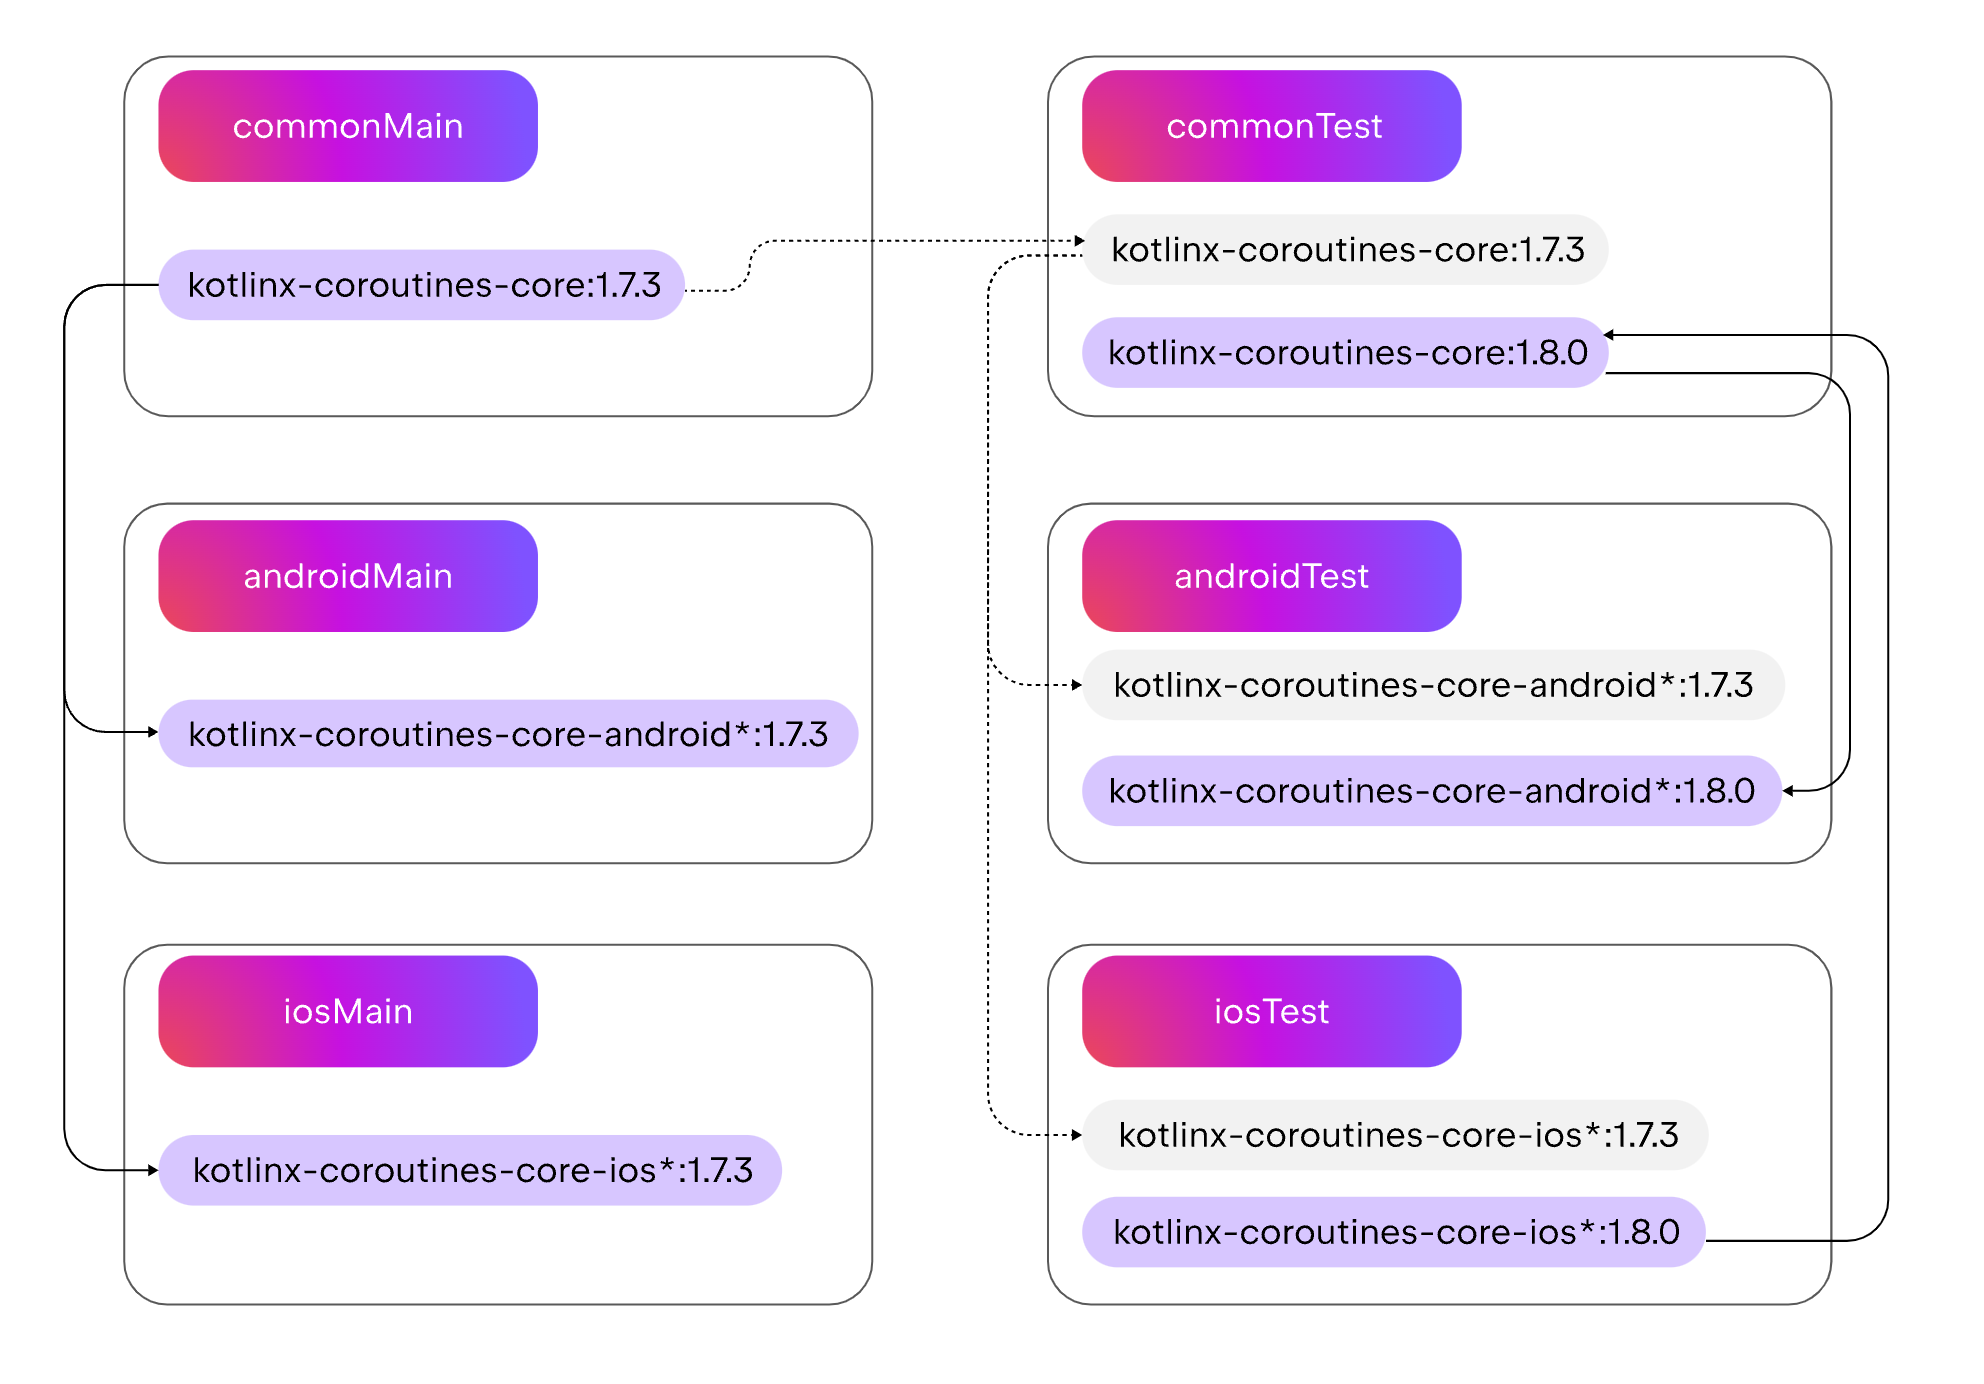 commonMain
kotlinx-coroutines-core:1.7.3
commonTest
kotlinx-coroutines-core:1.7.3
kotlinx-coroutines-core:1.8.0
androidMain
kotlinx-coroutines-core-android*:1.7.3
androidTest
kotlinx-coroutines-core-android*:1.7.3
kotlinx-coroutines-core-android*:1.8.0
iosMain
kotlinx-coroutines-core-ios*:1.7.3
iosTest
kotlinx-coroutines-core-ios*:1.7.3
kotlinx-coroutines-core-ios*:1.8.0